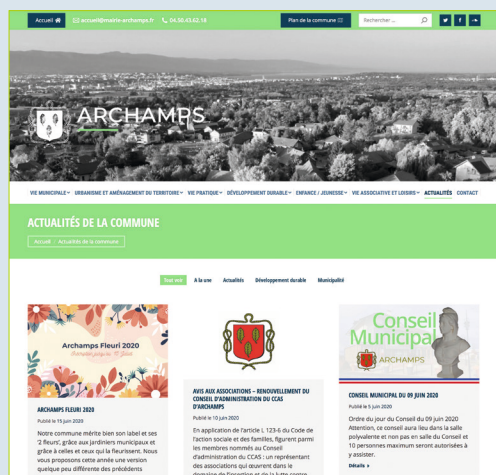 Accueil
accueil@mairie-archamps.fr
04.50.43.62.18
Plan de la commune
Rechercher ...
ARCHAMPS
VIE MUNICIPALE
URBANISME ET AMÉNAGEMENT DU TERRITOIRE
VIE PRATIQUE
DÉVELOPPEMENT DURABLE
ENFANCE / JEUNESSE
VIE ASSOCIATIVE ET LOISIRS
ACTUALITÉS
CONTACT
ACTUALITÉS DE LA COMMUNE
Accueil
Actualités de la commune
Tout voir
A la une
Actualités
Développement durable
Municipalité
Archamps Fleuri 2020
ARCHAMPS FLEURI 2020
Publié le 15 juin 2020
Notre commune mérite bien son label et ses
'2 fleurs', grâce aux jardiniers municipaux et
grâce à celles et ceux qui la fleurissent. Nous
vous proposons cette année une version
quelque peu différente des précédents
AVIS AUX ASSOCIATIONS – RENOUVELLEMENT DU
CONSEIL D'ADMINISTRATION DU CCAS
D'ARCHAMPS
Publié le 10 juin 2020
En application de l'article L 123-6 du Code de
l'action sociale et des familles, figurent parmi
les membres nommés au Conseil
d'administration du CCAS : un représentant
des associations qui œuvrent dans le
domaine de l'insertion et de la lutte contre
Conseil
Municipal
ARCHAMPS
CONSEIL MUNICIPAL DU 09 JUIN 2020
Publié le 5 juin 2020
Ordre du jour du Conseil du 09 juin 2020
Attention, ce conseil aura lieu dans la salle
polyvalente et non pas en salle du Conseil et
10 personnes maximum seront autorisées à
y assister.
Détails